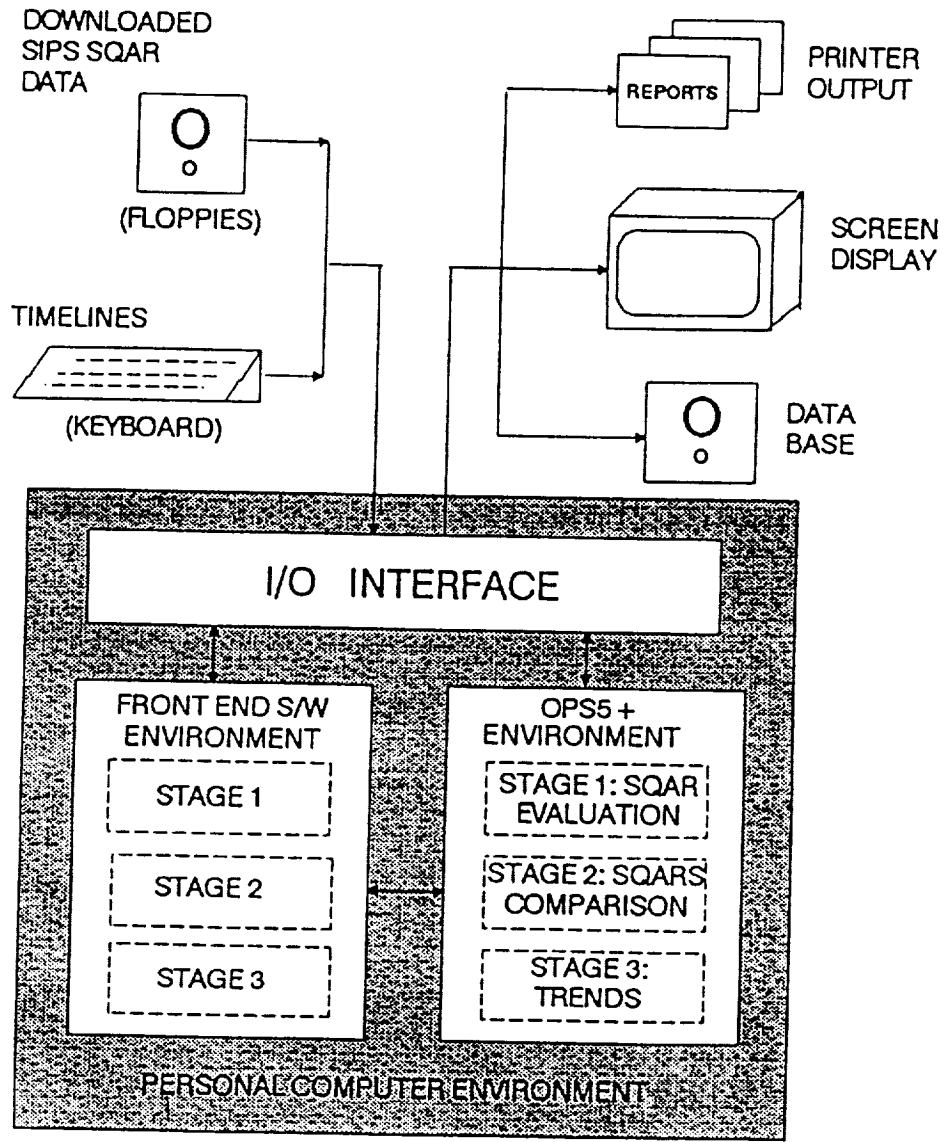 DOWNLOADED
SIPS SQAR
DATA
(FLOPPIES)
TIMELINES
(KEYBOARD)
REPORTS
PRINTER
OUTPUT
SCREEN
DISPLAY
DATA
BASE
I/O INTERFACE
FRONT END S/W
ENVIRONMENT
STAGE 1
STAGE 2
STAGE 3
OPS5 +
ENVIRONMENT
STAGE 1: SQAR
EVALUATION
STAGE 2: SQARS
COMPARISON
STAGE 3:
TRENDS
PERSONAL COMPUTER ENVIRONMENT